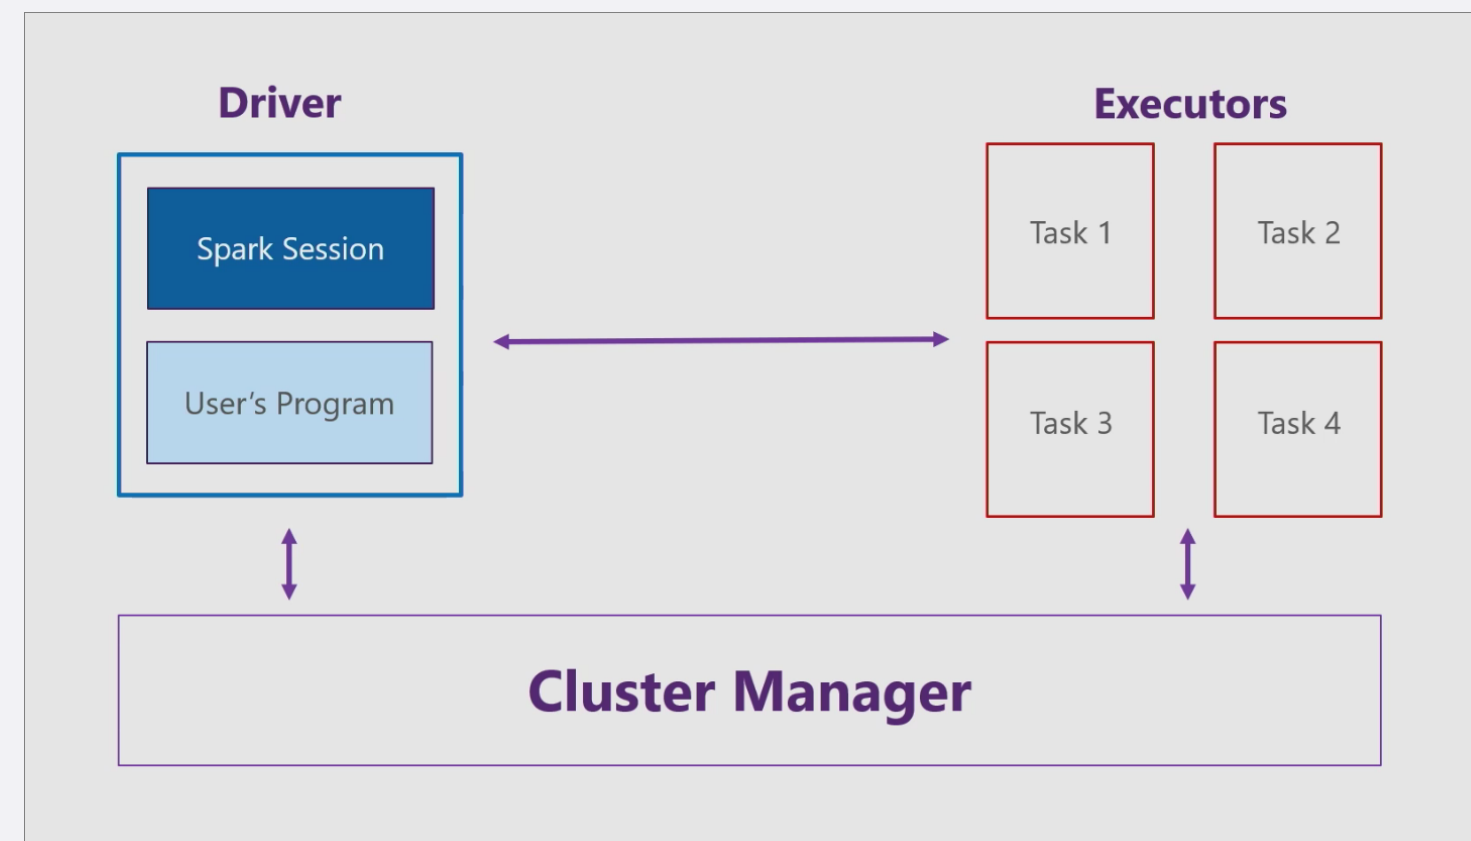 Driver
Spark Session
User’s Program
Executors
Task 1
Task 2
Task 3
Task 4
Cluster Manager